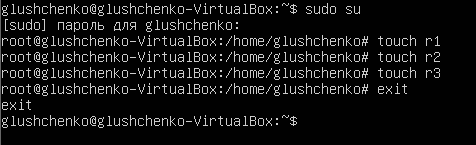 glushchenko@glushchenko-VirtualBox:~$ sudo su
[sudo] пароль для glushchenko:
root@glushchenko-VirtualBox:/home/glushchenko# touch r1
root@glushchenko-VirtualBox:/home/glushchenko# touch r2
root@glushchenko-VirtualBox:/home/glushchenko# touch r3
root@glushchenko-VirtualBox:/home/glushchenko# exit
exit
glushchenko@glushchenko-VirtualBox:~$